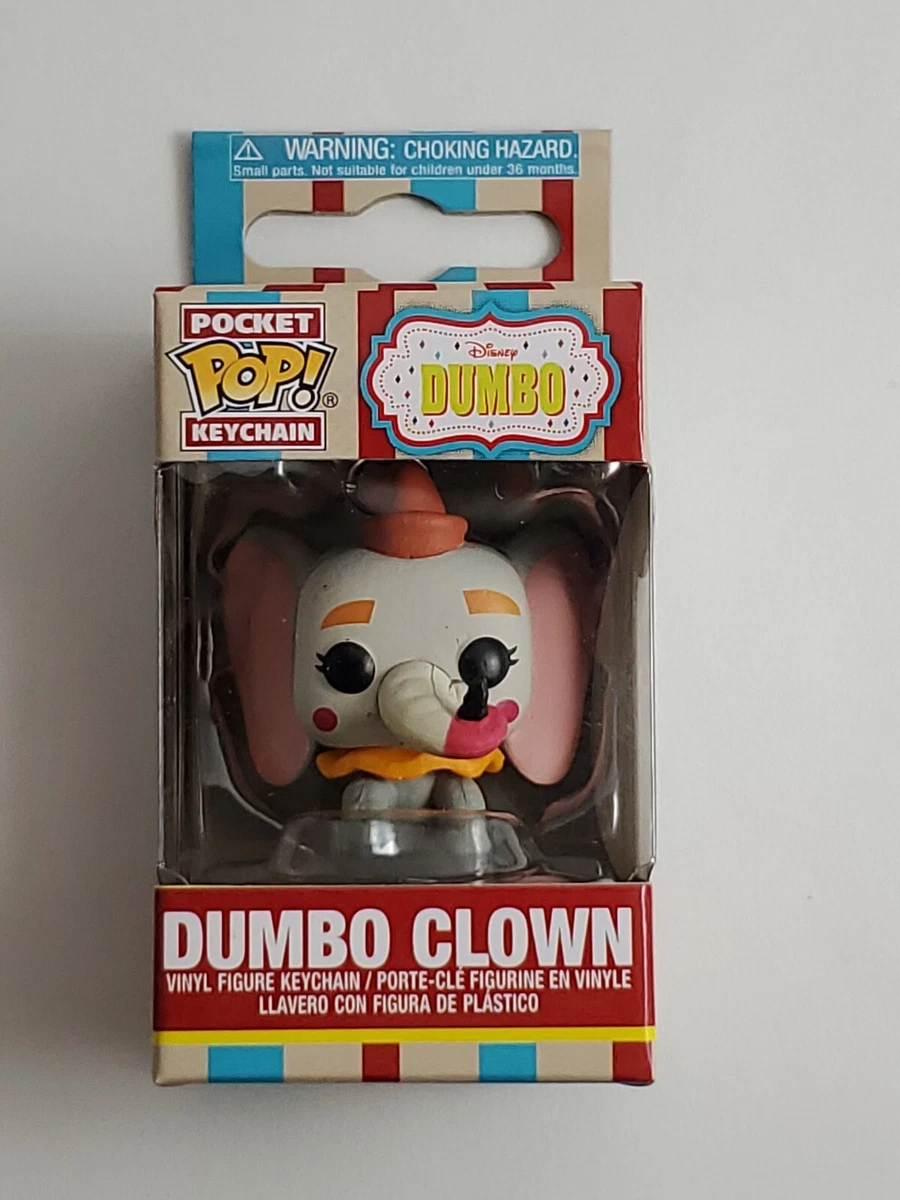 WARNING: CHOKING HAZARD.
Small parts. Not suitable for children under 36 months.
POCKET
POP!®
KEYCHAIN
Disney
DUMBO
DUMBO CLOWN
VINYL FIGURE KEYCHAIN / PORTE-CLÉ FIGURINE EN VINYLE
LLAVERO CON FIGURA DE PLÁSTICO